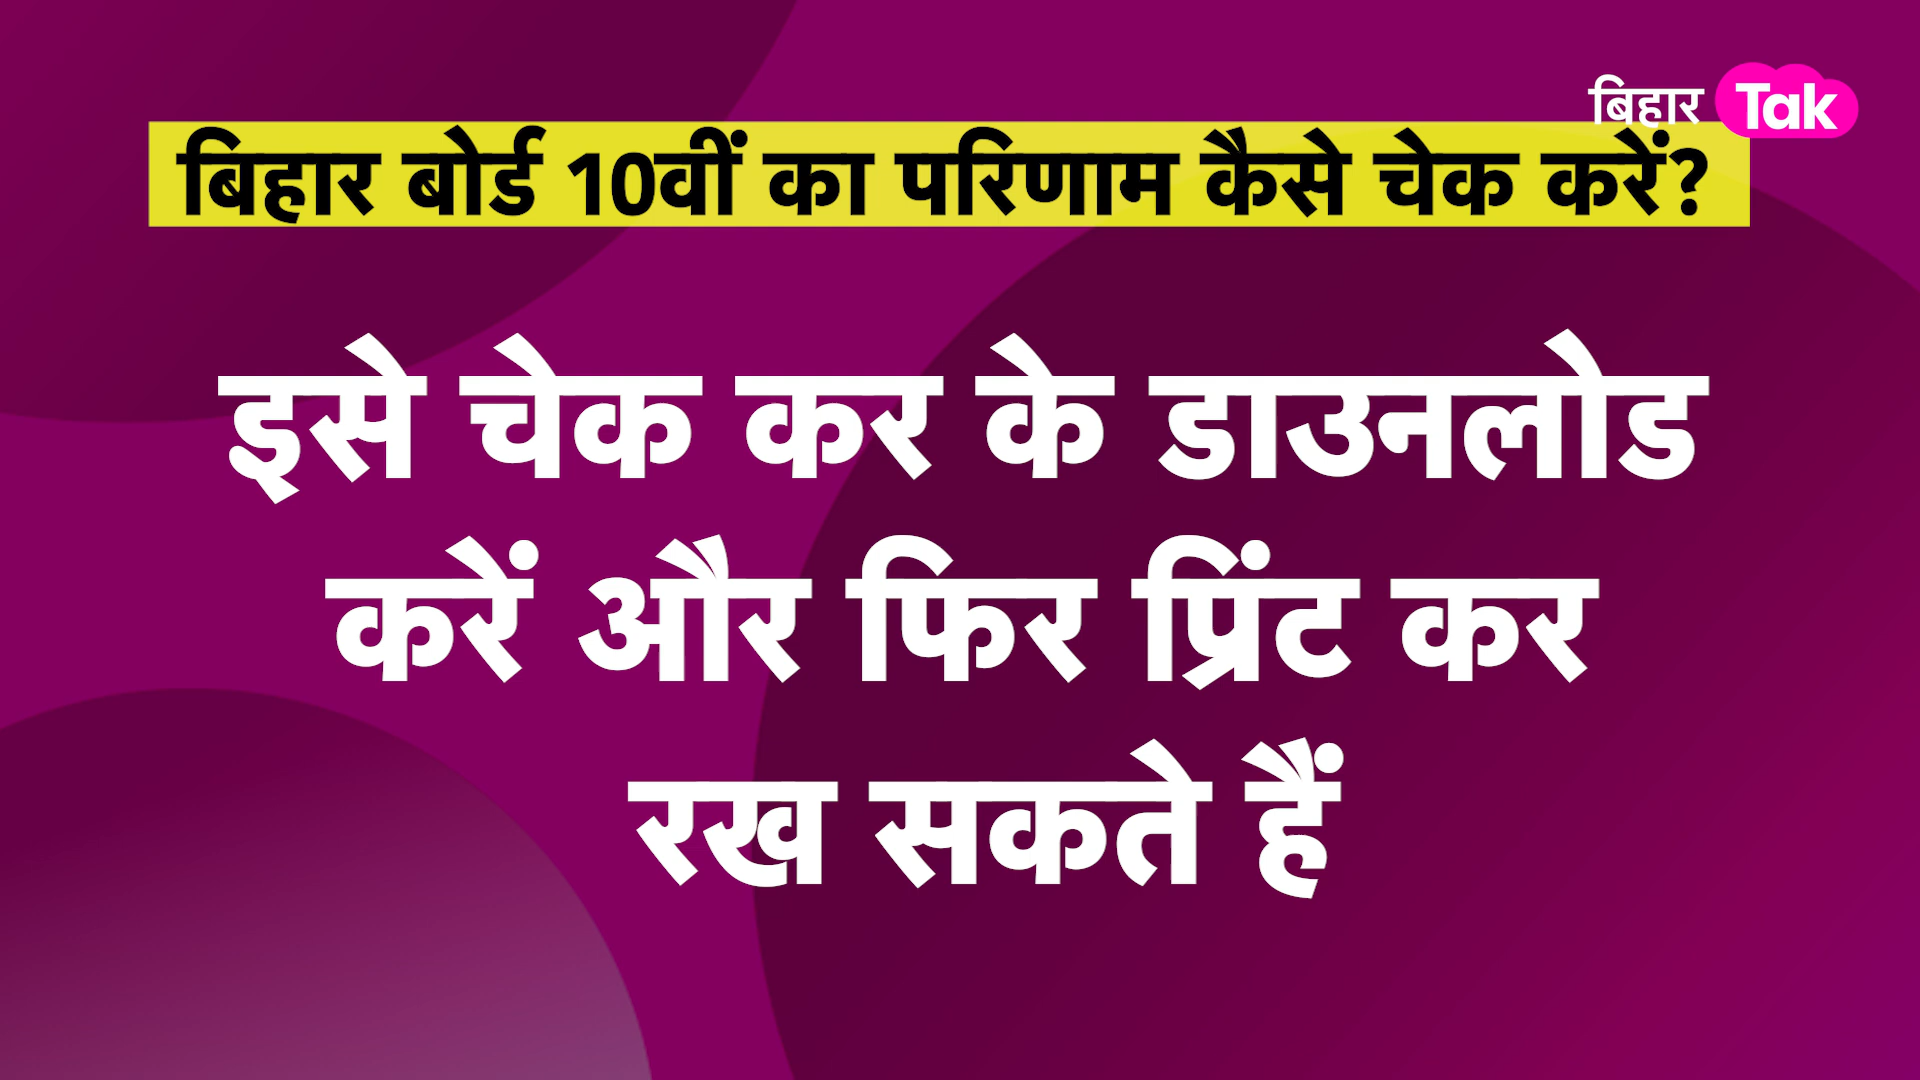 बिहार Tak
बिहार बोर्ड 10वीं का परिणाम कैसे चेक करें?
इसे चेक कर के डाउनलोड
करें और फिर प्रिंट कर
रख सकते हैं